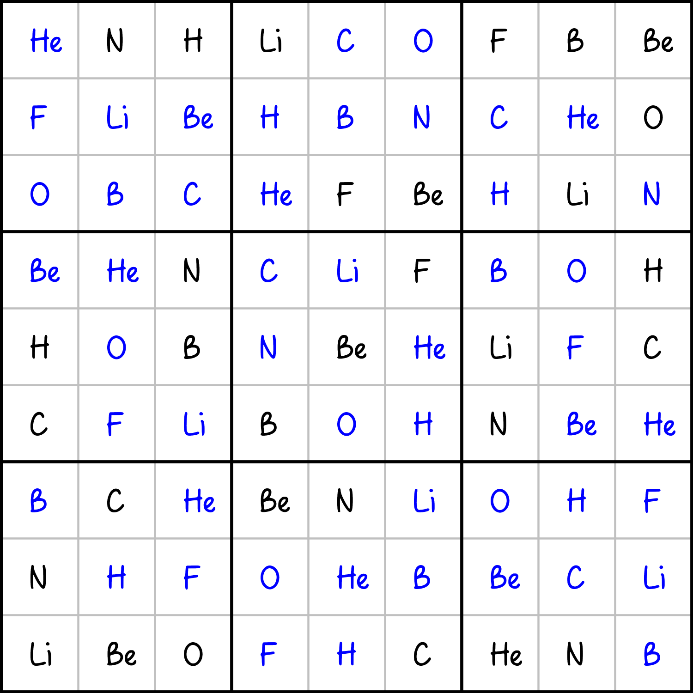 He N H Li C O F B Be
F Li Be H B N C He O
O B C He F Be H Li N
Be He N C Li F B O H
H O B N Be He Li F C
C F Li B O H N Be He
B C He Be N Li O H F
N H F O He B Be C Li
Li Be O F H C He N B